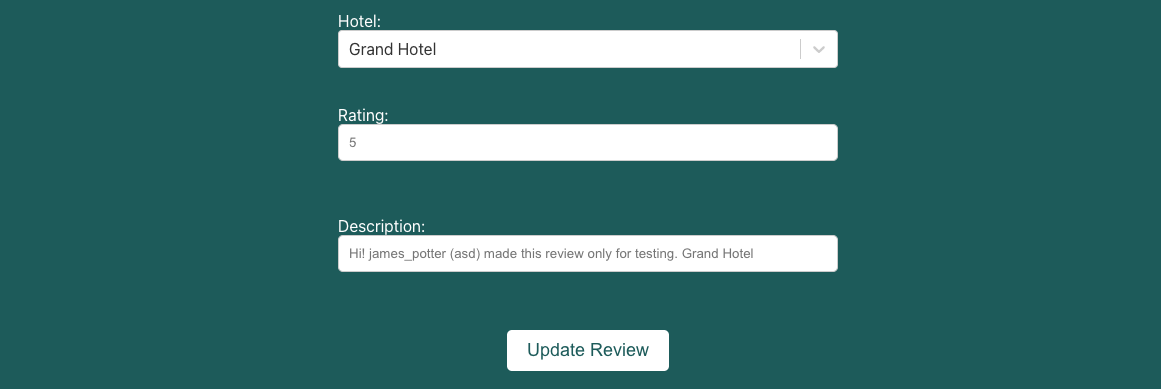 Hotel:
Grand Hotel
Rating:
5
Description:
Hi! james_potter (asd) made this review only for testing. Grand Hotel
Update Review